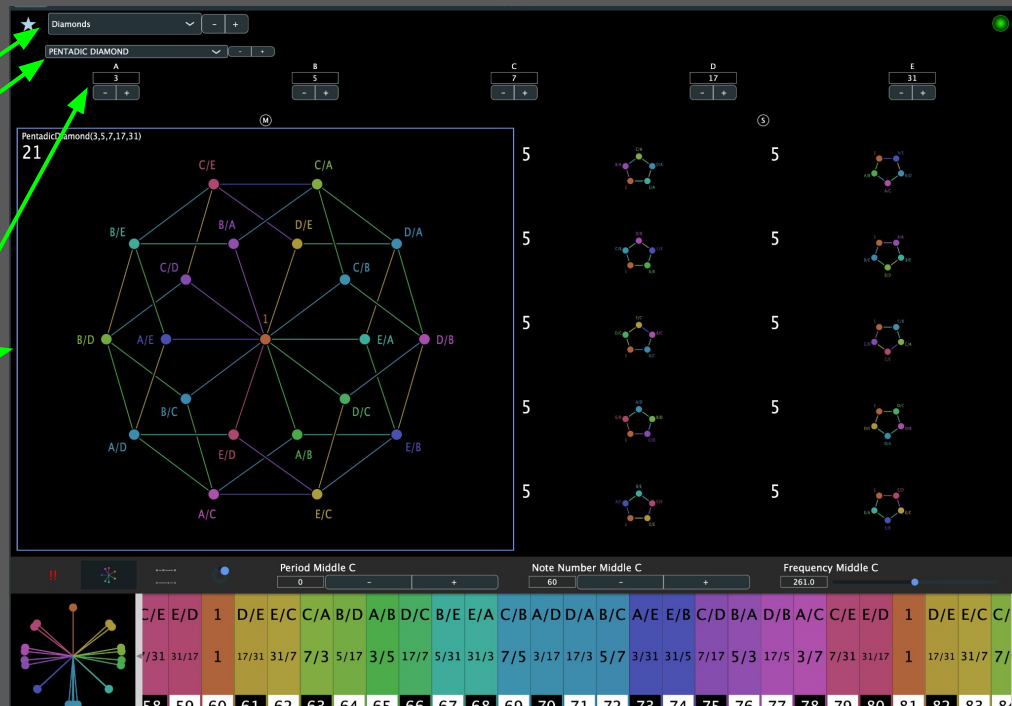 Diamonds - +
PENTADIC DIAMOND - +
A B C D E
3 5 7 17 31
- + - + - + - + - +
M S
PentadicDiamond(3,5,7,17,31)
21
C/E C/A
B/E B/A D/E D/A
C/D C/B
1
B/D A/E E/A D/B
B/C D/C
A/D E/D A/B E/B
A/C E/C
5 5
5 5
5 5
5 5
5 5
!! Period Middle C Note Number Middle C Frequency Middle C
0 - + 60 - + 261.0
C/E E/D 1 D/E E/C C/A B/D A/B D/C B/E E/A C/B A/D D/A B/C A/E E/B C/D B/A D/B A/C C/E E/D 1 D/E E/C C/
7/31 31/17 1 17/31 31/7 7/3 5/17 3/5 17/7 5/31 31/3 7/5 3/17 17/3 5/7 3/31 31/5 7/17 5/3 17/5 3/7 7/31 31/17 1 17/31 31/7 7/
58 59 60 61 62 63 64 65 66 67 68 69 70 71 72 73 74 75 76 77 78 79 80 81 82 83 84